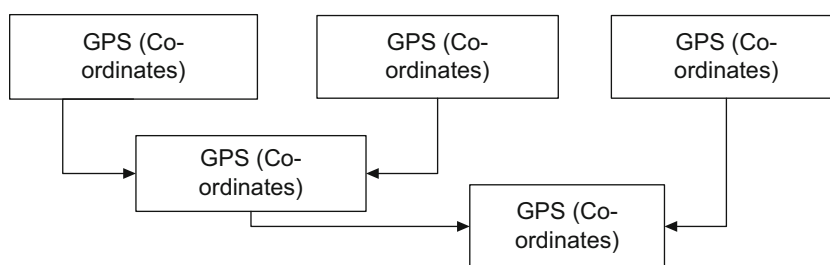 GPS (Co-
ordinates)
GPS (Co-
ordinates)
GPS (Co-
ordinates)
GPS (Co-
ordinates)
GPS (Co-
ordinates)